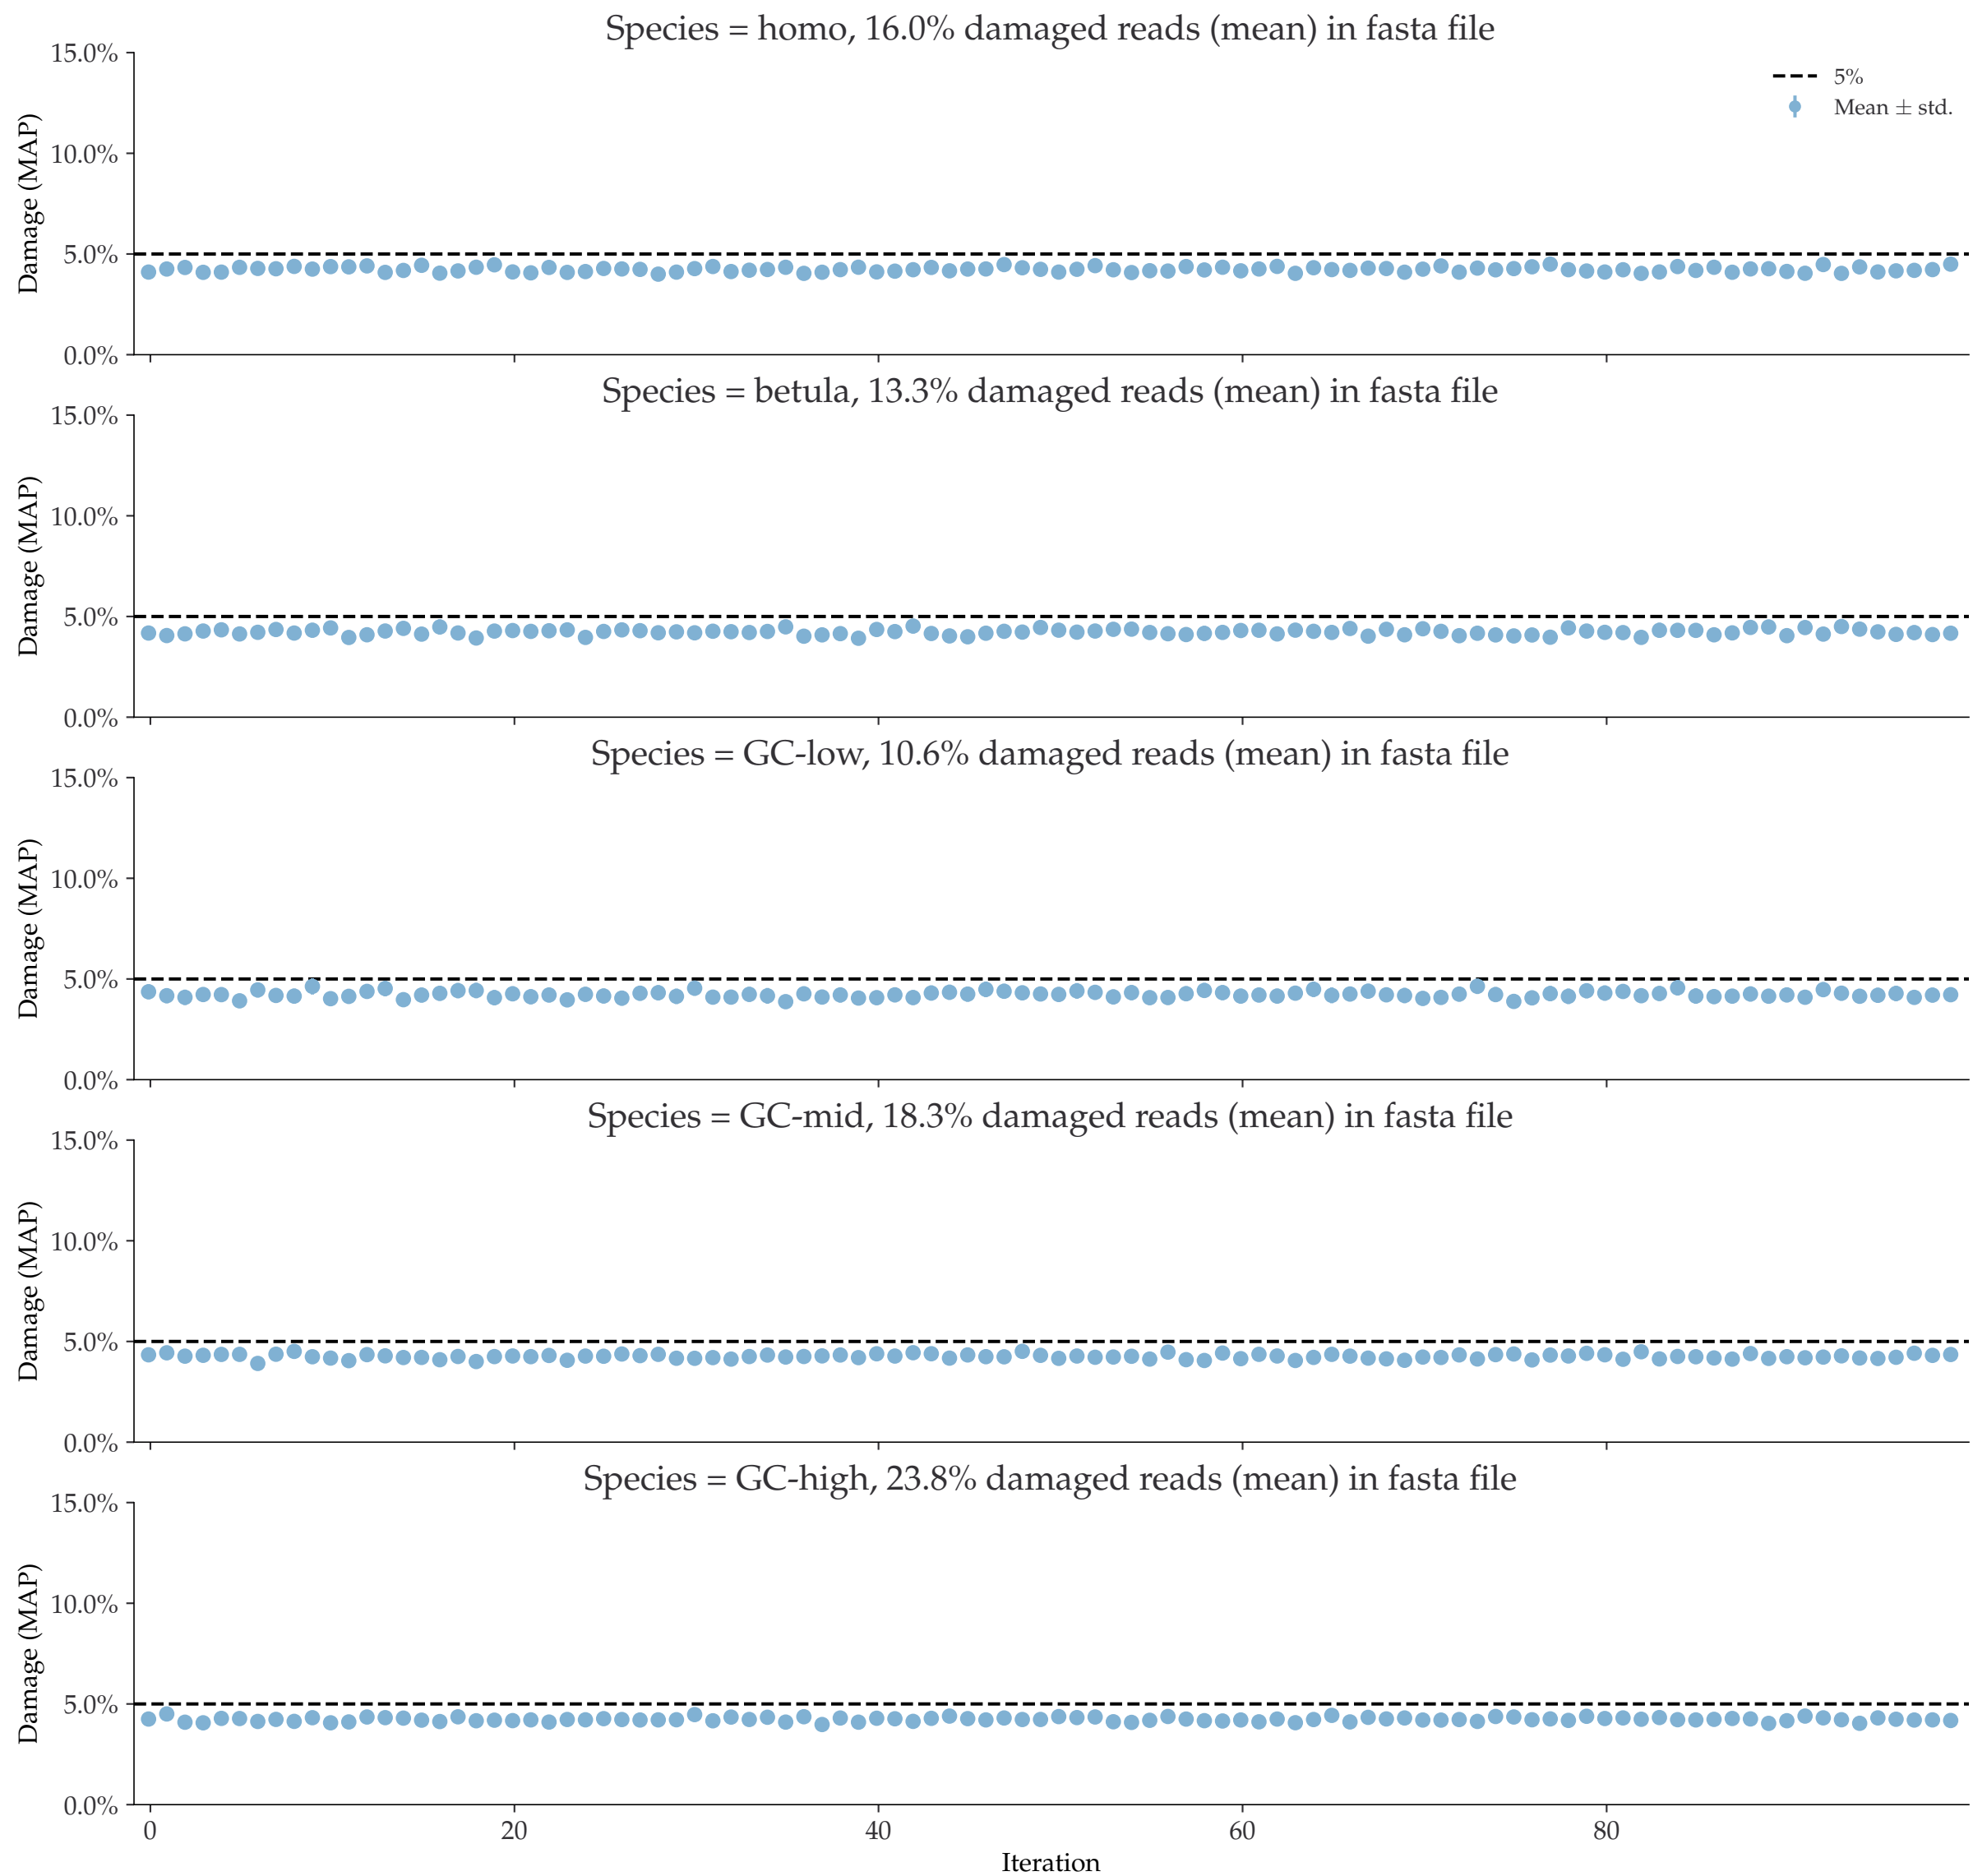 Species = homo, 16.0% damaged reads (mean) in fasta file
15.0%
10.0%
5.0%
0.0%
Damage (MAP)
5%
Mean ± std.
Species = betula, 13.3% damaged reads (mean) in fasta file
15.0%
10.0%
5.0%
0.0%
Damage (MAP)
Species = GC-low, 10.6% damaged reads (mean) in fasta file
15.0%
10.0%
5.0%
0.0%
Damage (MAP)
Species = GC-mid, 18.3% damaged reads (mean) in fasta file
15.0%
10.0%
5.0%
0.0%
Damage (MAP)
Species = GC-high, 23.8% damaged reads (mean) in fasta file
15.0%
10.0%
5.0%
0.0%
Damage (MAP)
0 20 40 60 80
Iteration